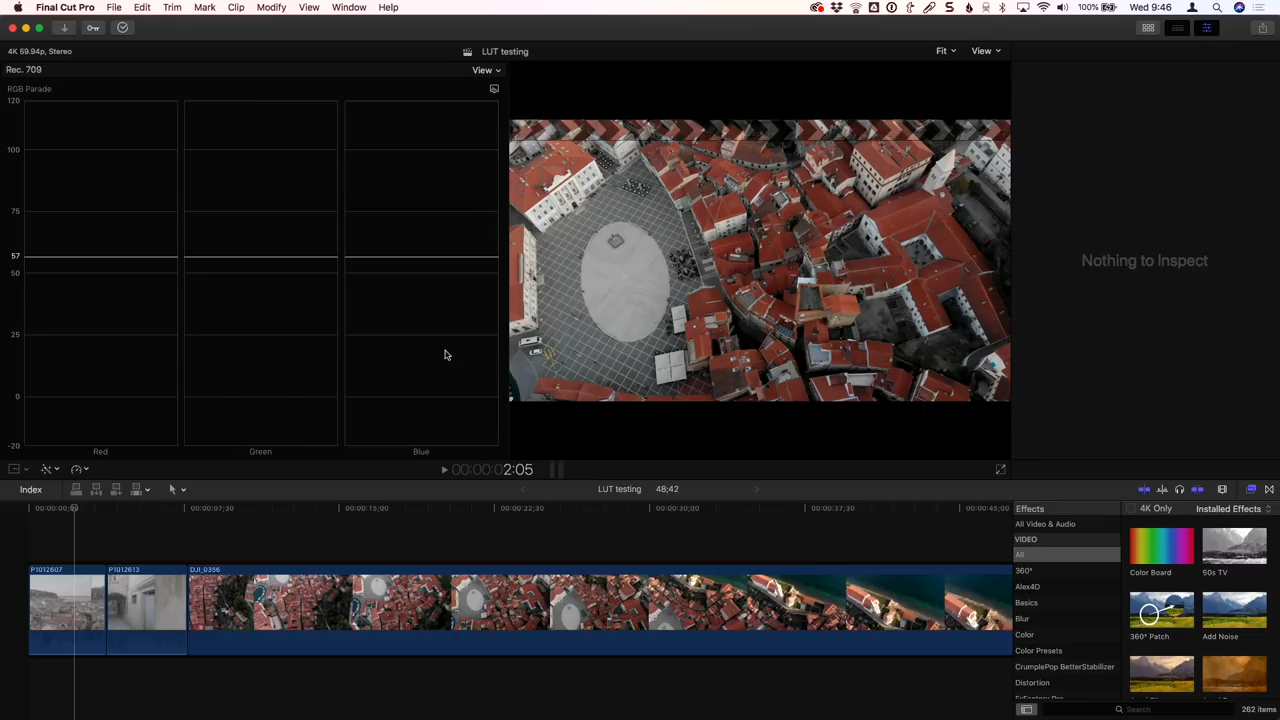 Final Cut Pro File Edit Trim Mark Clip Modify View Window Help 100% Wed 9:46
4K 59.94p, Stereo LUT testing Fit View
Rec. 709 View
RGB Parade
120
100
75
57
50
25
0
-20
Red Green Blue
Nothing to Inspect
00:00:02:05
Index LUT testing 48;42
00:00:00;00 00:00:07;30 00:00:15;00 00:00:22;30 00:00:30;00 00:00:37;30 00:00:45;00
P1012607 P1012613 DJI_0356
Effects 4K Only Installed Effects
All Video & Audio
VIDEO
All
360°
Alex4D
Basics
Blur
Color
Color Presets
CrumplePop BetterStabilizer
Distortion
Color Board 50s TV
360° Patch Add Noise
Search 262 items